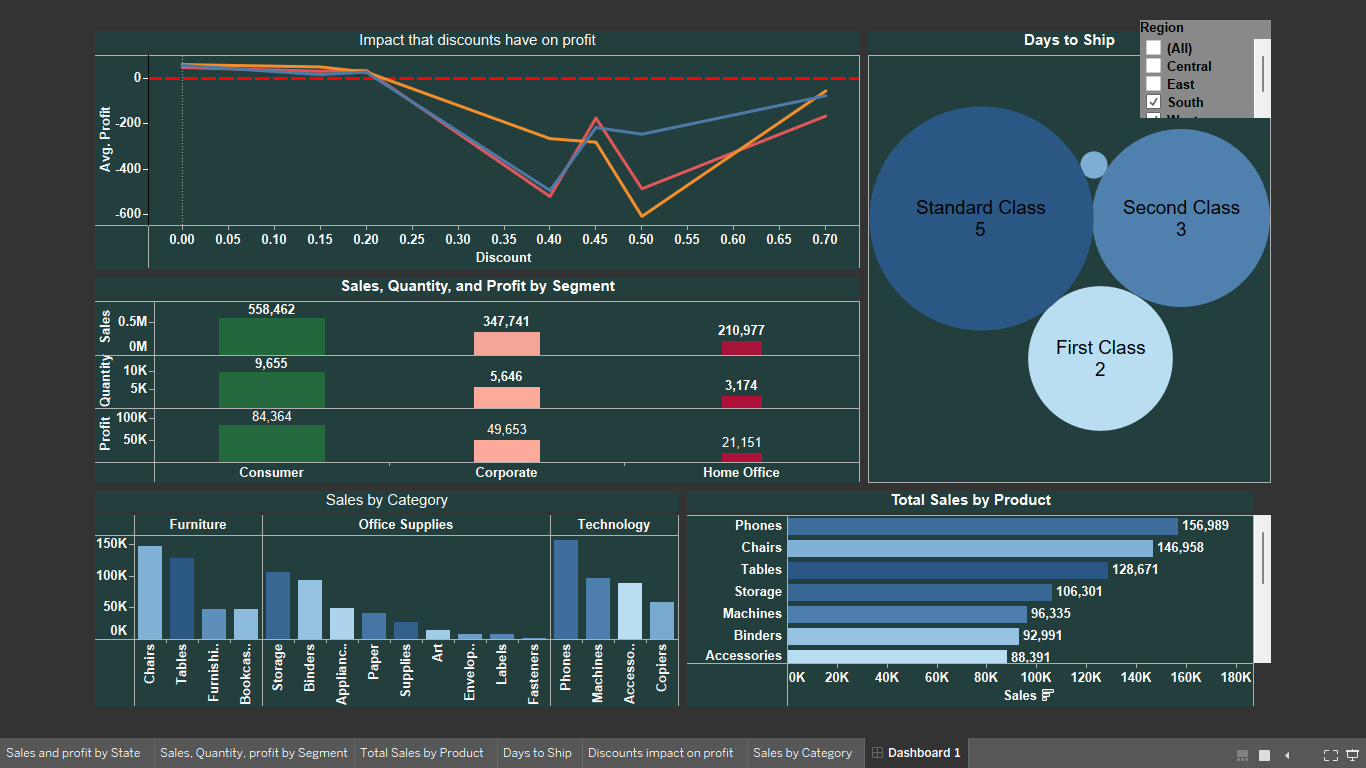 Impact that discounts have on profit
0
-200
-400
-600
Avg. Profit
0.00 0.05 0.10 0.15 0.20 0.25 0.30 0.35 0.40 0.45 0.50 0.55 0.60 0.65 0.70
Discount
Days to Ship
Region
(All)
Central
East
South
Standard Class
5
Second Class
3
First Class
2
Sales, Quantity, and Profit by Segment
Sales
0.5M
0M
558,462 347,741 210,977
Quantity
10K
5K
9,655 5,646 3,174
Profit
100K
50K
84,364 49,653 21,151
Consumer Corporate Home Office
Sales by Category
Furniture Office Supplies Technology
150K
100K
50K
0K
Chairs
Tables
Furnishi..
Bookcas..
Storage
Binders
Applianc..
Paper
Supplies
Art
Envelop..
Labels
Fasteners
Phones
Machines
Accesso..
Copiers
Total Sales by Product
Phones 156,989
Chairs 146,958
Tables 128,671
Storage 106,301
Machines 96,335
Binders 92,991
Accessories 88,391
0K 20K 40K 60K 80K 100K 120K 140K 160K 180K
Sales
Sales and profit by State Sales, Quantity, profit by Segment Total Sales by Product Days to Ship Discounts impact on profit Sales by Category Dashboard 1